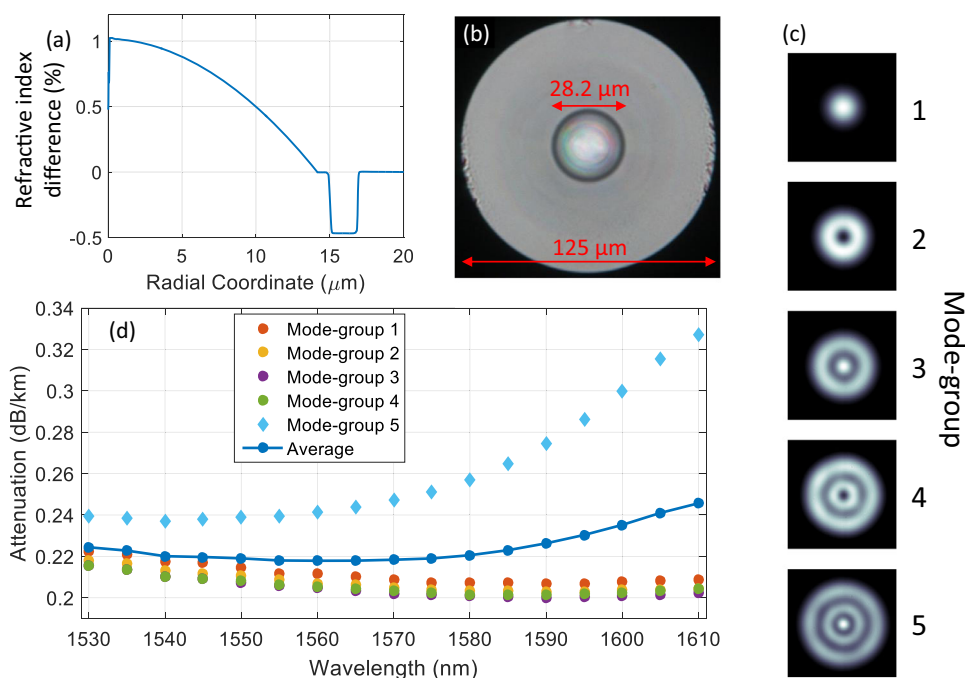 (a)
Refractive index
difference (%)
1
0.5
0
-0.5
0
5
10
15
20
Radial Coordinate (μm)
(b)
28.2 μm
125 μm
(c)
1
2
3
4
5
Mode-group
(d)
Attenuation (dB/km)
0.34
0.32
0.3
0.28
0.26
0.24
0.22
0.2
Mode-group 1
Mode-group 2
Mode-group 3
Mode-group 4
Mode-group 5
Average
1530
1540
1550
1560
1570
1580
1590
1600
1610
Wavelength (nm)